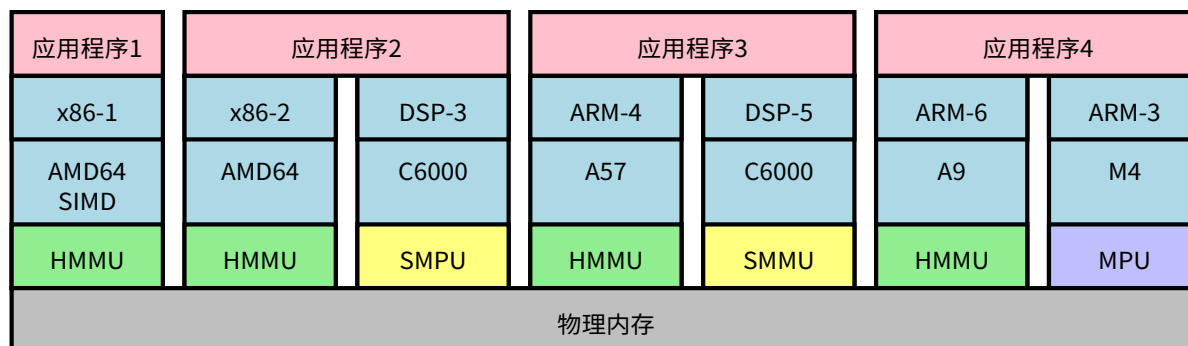 应用程序1 应用程序2 应用程序3 应用程序4
x86-1 x86-2 DSP-3 ARM-4 DSP-5 ARM-6 ARM-3
AMD64 AMD64 C6000 A57 C6000 A9 M4
SIMD
HMMU HMMU SMPU HMMU SMMU HMMU MPU
物理内存